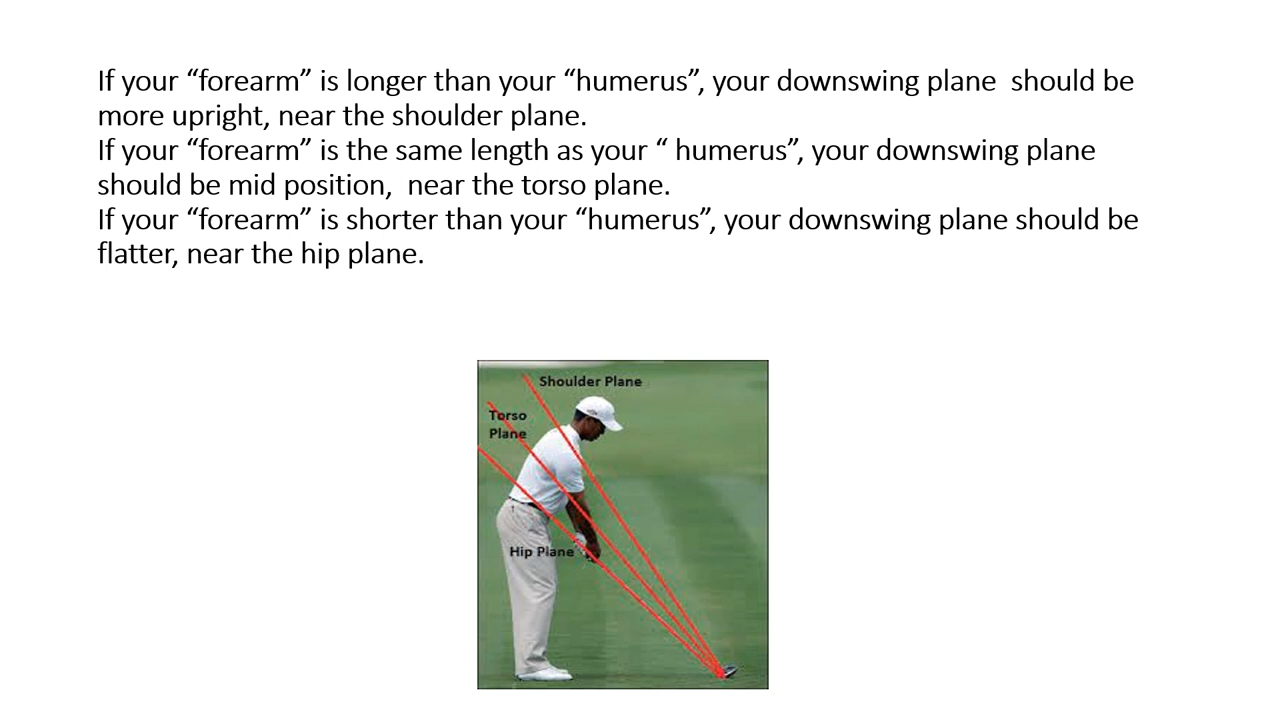 If your “forearm” is longer than your “humerus”, your downswing plane  should be
more upright, near the shoulder plane.
If your “forearm” is the same length as your “ humerus”, your downswing plane
should be mid position,  near the torso plane.
If your “forearm” is shorter than your “humerus”, your downswing plane should be
flatter, near the hip plane.
Shoulder Plane
Torso
Plane
Hip Plane